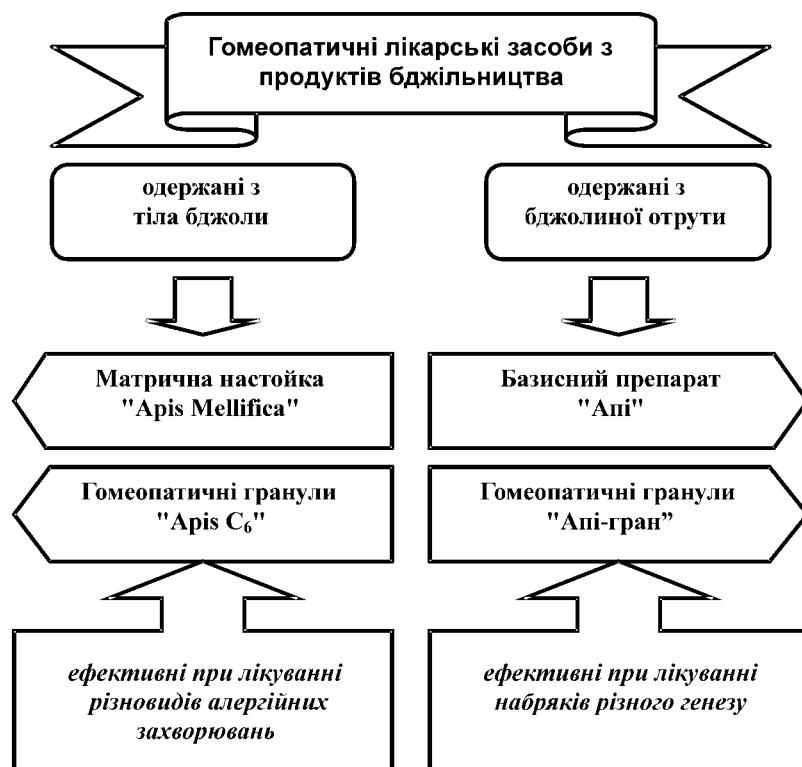 Гомеопатичні лікарські засоби з
продуктів бджільництва
одержані з
тіла бджоли
одержані з
бджолиної отрути
Матрична настойка
"Apis Mellifica"
Базисний препарат
"Апі"
Гомеопатичні гранули
"Apis C₆"
Гомеопатичні гранули
"Апі-гран”
ефективні при лікуванні
різновидів алергійних
захворювань
ефективні при лікуванні
набряків різного генезу